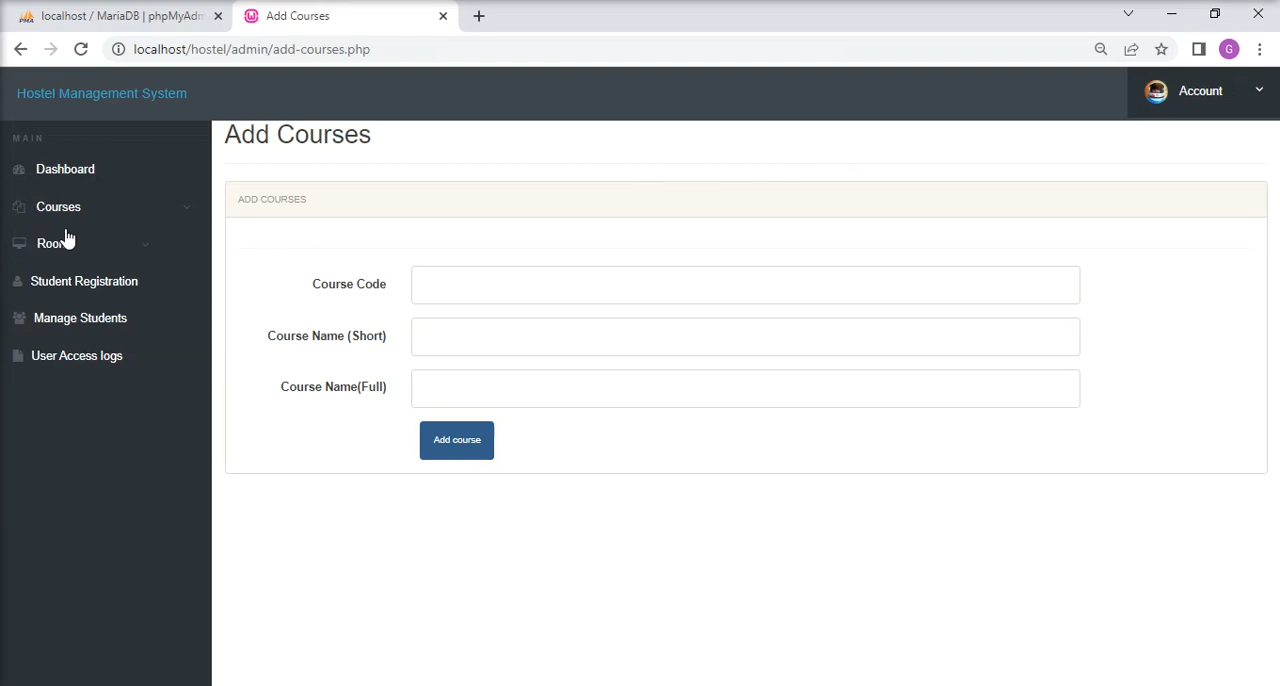 localhost / MariaDB | phpMyAdm
Add Courses
localhost/hostel/admin/add-courses.php
G
Hostel Management System
Account
MAIN
Dashboard
Courses
Student Registration
Manage Students
User Access logs
Add Courses
ADD COURSES
Course Code
Course Name (Short)
Course Name(Full)
Add course